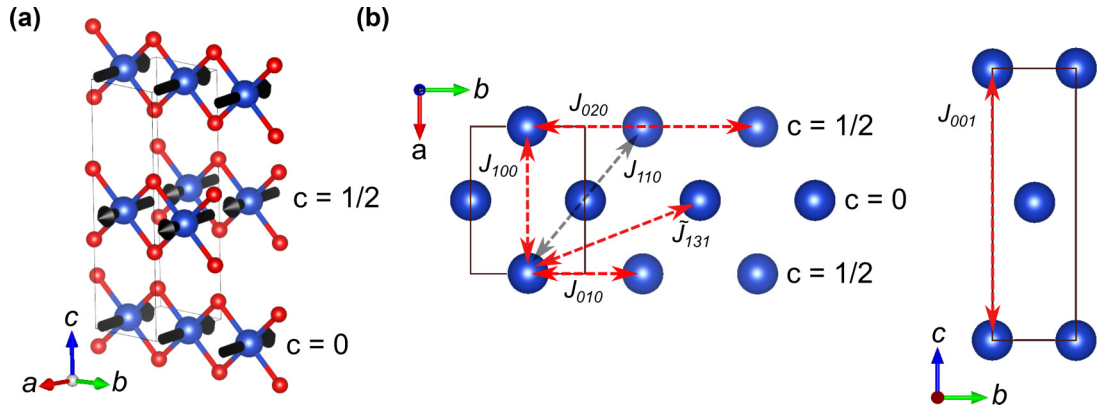 (a)
c = 1/2
c = 0
c
a
b
(b)
b
a
J020
c = 1/2
J100
J110
c = 0
J̃131
c = 1/2
J010
J001
c
b